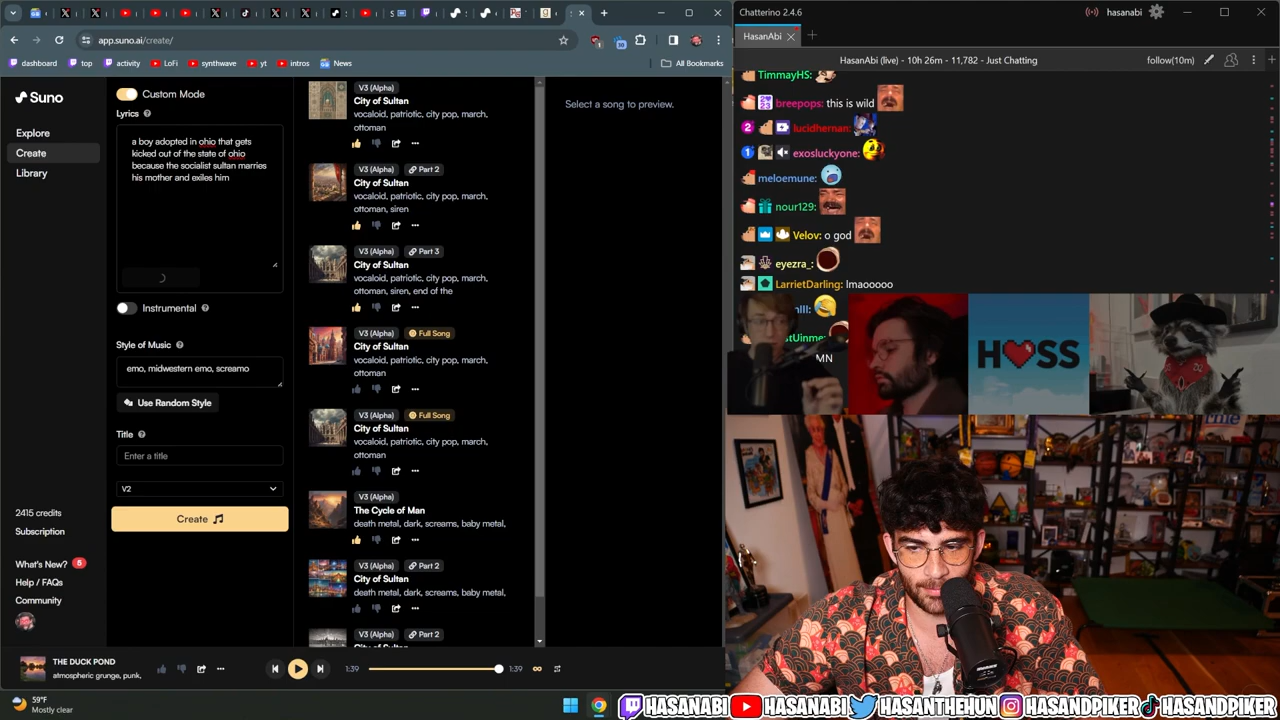 app.suno.ai/create/
dashboard
top
activity
LoFi
synthwave
yt
intros
News
All Bookmarks
Suno
Explore
Create
Library
2415 credits
Subscription
What's New?
6
Help / FAQs
Community
Custom Mode
Lyrics
a boy adopted in ohio that gets
kicked out of the state of ohio
because the socialist sultan marries
his mother and exiles him
Instrumental
Style of Music
emo, midwestern emo, screamo
Use Random Style
Title
Enter a title
V2
Create
V3 (Alpha)
City of Sultan
vocaloid, patriotic, city pop, march,
ottoman
V3 (Alpha) Part 2
City of Sultan
vocaloid, patriotic, city pop, march,
ottoman, siren
V3 (Alpha) Part 3
City of Sultan
vocaloid, patriotic, city pop, march,
ottoman, siren, end of the
V3 (Alpha) Full Song
City of Sultan
vocaloid, patriotic, city pop, march,
ottoman
V3 (Alpha) Full Song
City of Sultan
vocaloid, patriotic, city pop, march,
ottoman
V3 (Alpha)
The Cycle of Man
death metal, dark, screams, baby metal,
V3 (Alpha) Part 2
City of Sultan
death metal, dark, screams, baby metal,
V3 (Alpha) Part 2
City of Sultan
Select a song to preview.
THE DUCK POND
atmospheric grunge, punk,
1:39
1:39
59°F
Mostly clear
Chatterino 2.4.6
hasanabi
HasanAbi
HasanAbi (live) - 10h 26m - 11,782 - Just Chatting
follow(10m)
TimmayHS:
breepops: this is wild
lucidhernan:
exosluckyone:
meloemune:
nour129:
Velov: o god
eyezra_:
LarrietDarling: lmaoooo
MN
H SS
HASANABI
HASANABI
HASANTHEHUN
HASANDPIKER
HASANDPIKER